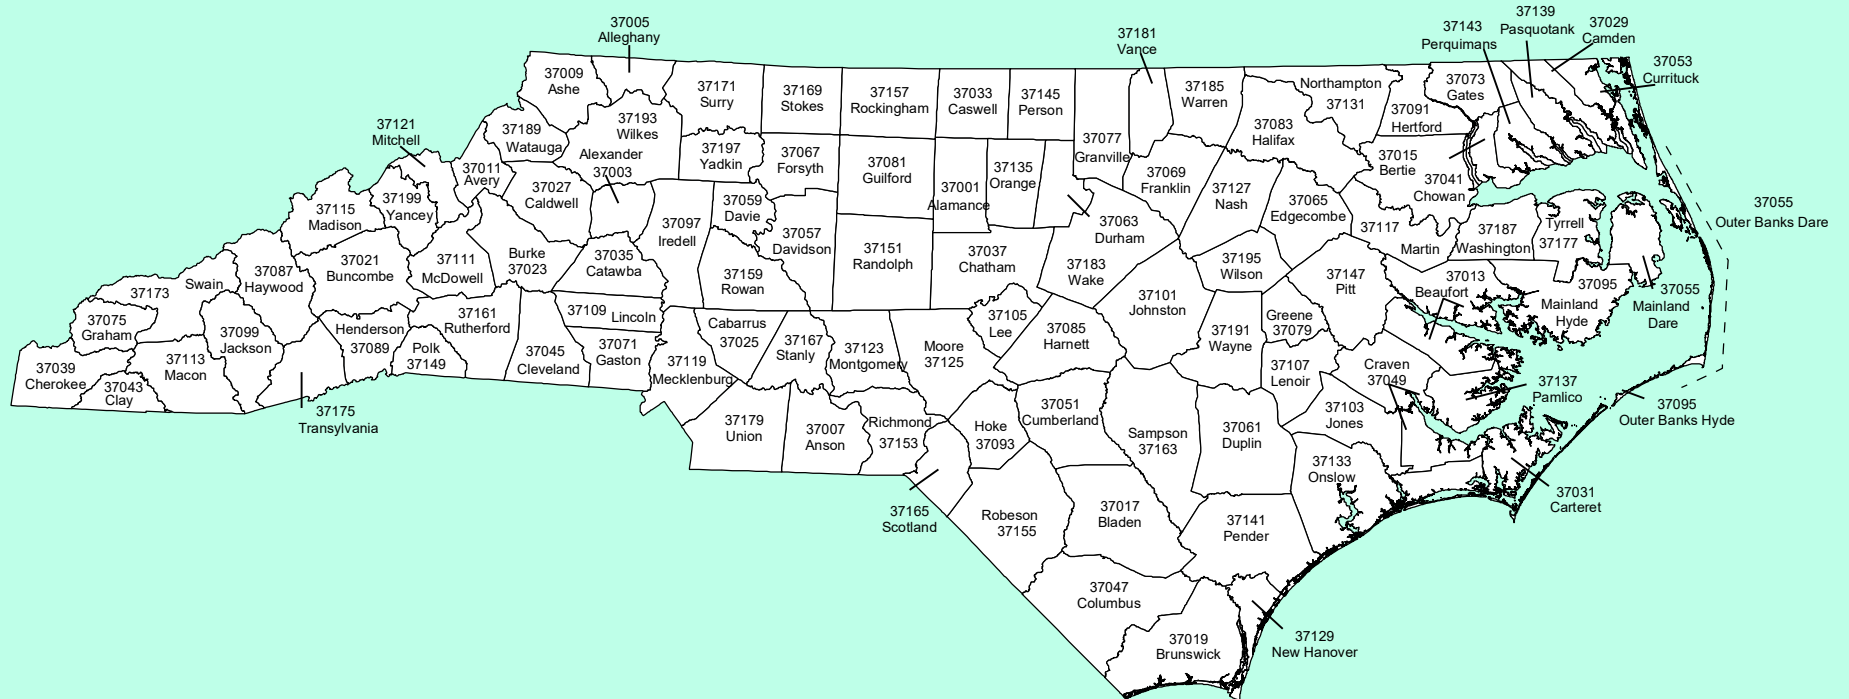 37005
Alleghany
37139
Pasquotank
37143
Perquimans
37029
Camden
37181
Vance
37053
Currituck
37009
Ashe
37171
Surry
37169
Stokes
37157
Rockingham
37033
Caswell
37145
Person
37185
Warren
Northampton
37131
37073
Gates
37091
Hertford
37121
Mitchell
37189
Watauga
37193
Wilkes
37197
Yadkin
37067
Forsyth
37081
Guilford
37001
Alamance
37135
Orange
37077
Granville
37069
Franklin
37083
Halifax
37015
Bertie
37041
Chowan
37011
Avery
37199
Yancey
37027
Caldwell
Alexander
37003
37097
Iredell
37059
Davie
37057
Davidson
37063
Durham
37127
Nash
37065
Edgecombe
37117
Martin
37187
Washington
Tyrrell
37177
37055
Outer Banks Dare
37115
Madison
37021
Buncombe
37111
McDowell
Burke
37023
37035
Catawba
37159
Rowan
37151
Randolph
37037
Chatham
37183
Wake
37195
Wilson
37147
Pitt
37013
Beaufort
37095
Mainland
Hyde
37055
Mainland
Dare
37173
Swain
37087
Haywood
37075
Graham
37099
Jackson
Henderson
37089
37161
Rutherford
Polk
37149
37045
Cleveland
37109
Lincoln
37071
Gaston
Cabarrus
37025
37119
Mecklenburg
37167
Stanly
37123
Montgomery
Moore
37125
37105
Lee
37085
Harnett
37101
Johnston
37191
Wayne
Greene
37079
37107
Lenoir
Craven
37049
37137
Pamlico
37095
Outer Banks Hyde
37039
Cherokee
37043
Clay
37113
Macon
37175
Transylvania
37179
Union
37007
Anson
Richmond
37153
Hoke
37093
37051
Cumberland
Sampson
37163
37061
Duplin
37103
Jones
37133
Onslow
37031
Carteret
37165
Scotland
Robeson
37155
37017
Bladen
37141
Pender
37047
Columbus
37019
Brunswick
37129
New Hanover